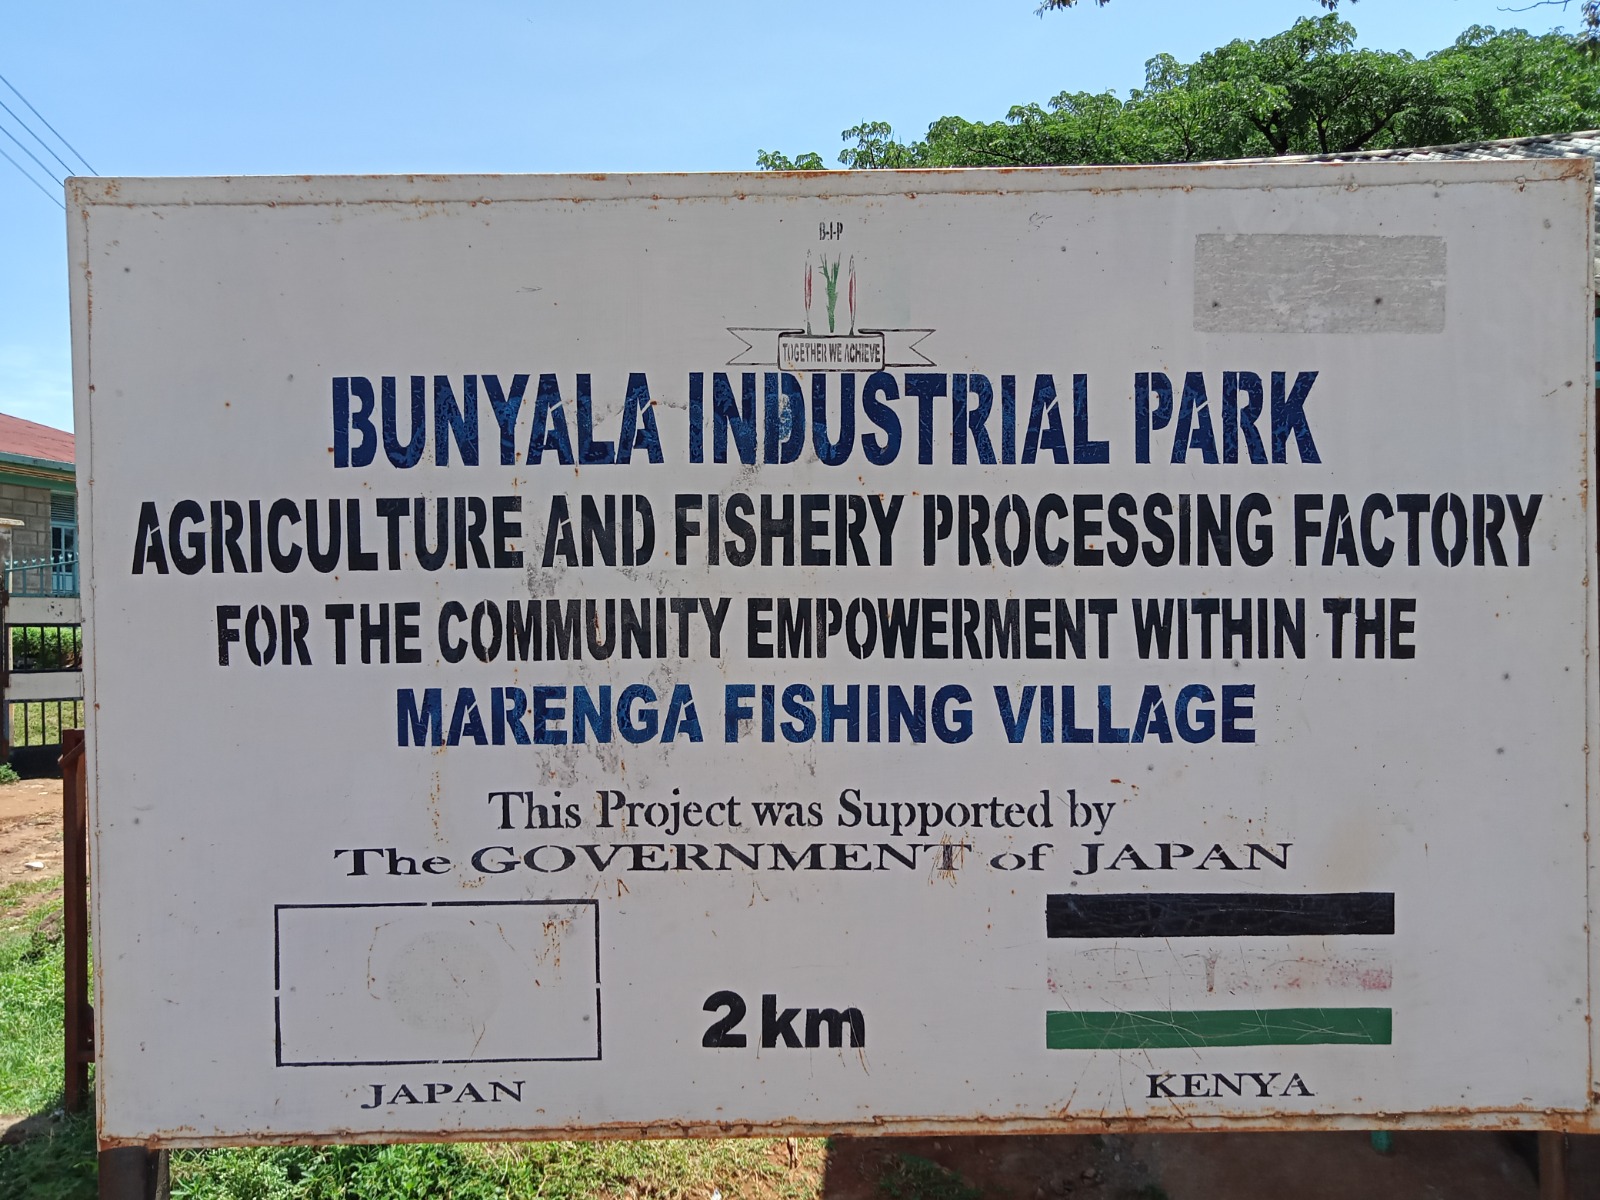 B-I-P
TOGETHER WE ACHIEVE
BUNYALA INDUSTRIAL PARK
AGRICULTURE AND FISHERY PROCESSING FACTORY
FOR THE COMMUNITY EMPOWERMENT WITHIN THE
MARENGA FISHING VILLAGE
This Project was Supported by
The GOVERNMENT of JAPAN
2 km
JAPAN
KENYA